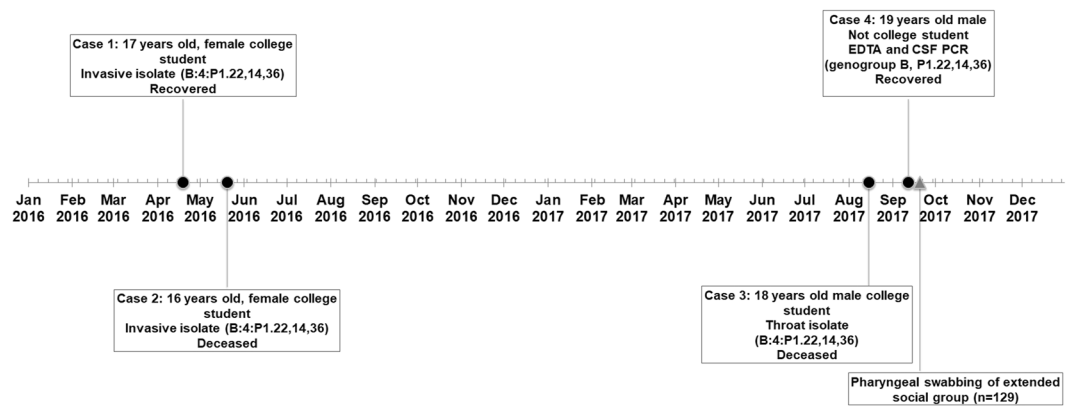 Case 1: 17 years old, female college
student
Invasive isolate (B:4:P1.22,14,36)
Recovered
Case 4: 19 years old male
Not college student
EDTA and CSF PCR
(genogroup B, P1.22,14,36)
Recovered
Jan Feb Mar Apr May Jun Jul Aug Sep Oct Nov Dec Jan Feb Mar Apr May Jun Jul Aug Sep Oct Nov Dec
2016 2016 2016 2016 2016 2016 2016 2016 2016 2016 2016 2016 2017 2017 2017 2017 2017 2017 2017 2017 2017 2017 2017 2017
Case 2: 16 years old, female college
student
Invasive isolate (B:4:P1.22,14,36)
Deceased
Case 3: 18 years old male college
student
Throat isolate
(B:4:P1.22,14,36)
Deceased
Pharyngeal swabbing of extended
social group (n=129)